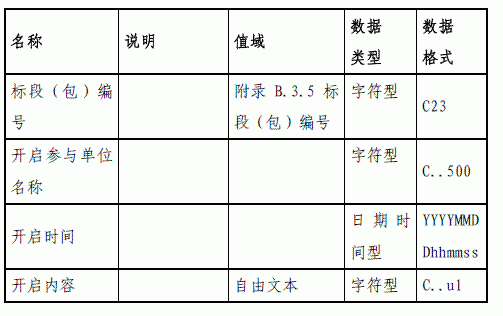 名称 说明 值域 数据类型 数据格式
标段（包）编号 附录 B.3.5 标段（包）编号 字符型 C23
开启参与单位名称 字符型 C..500
开启时间 日期时间型 YYYYMMDDhhmmss
开启内容 自由文本 字符型 C..ul